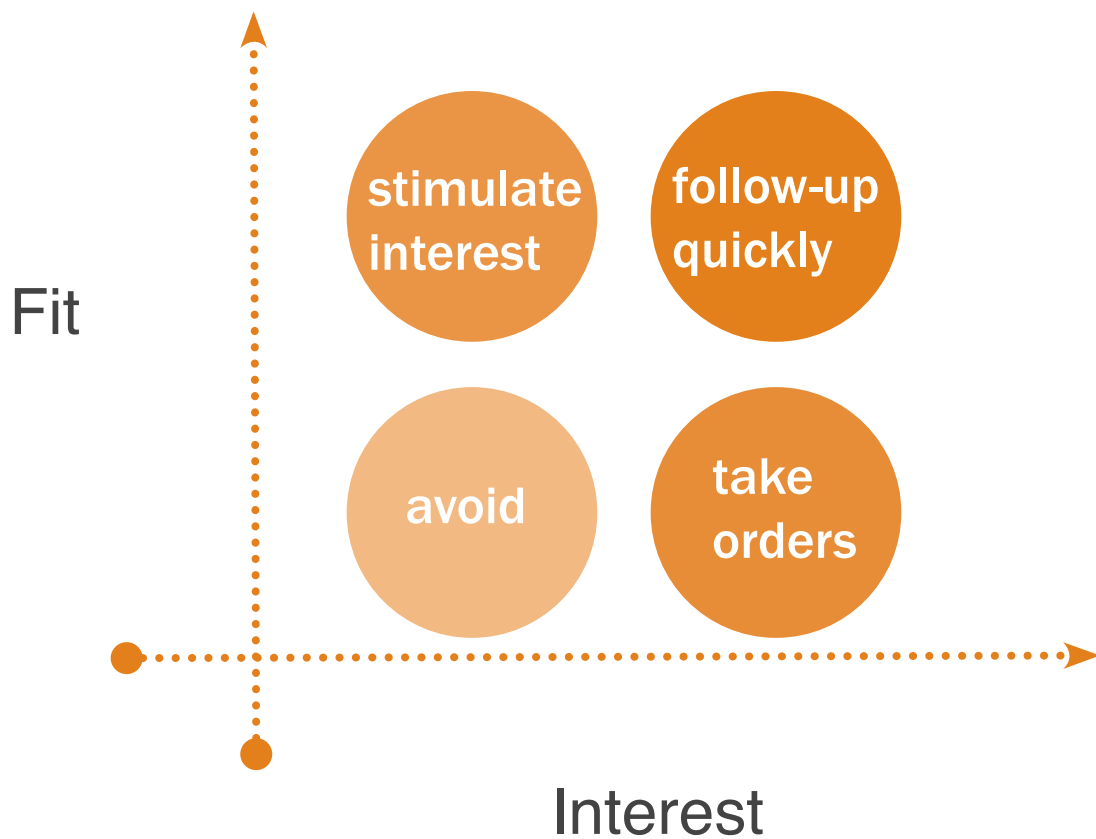 stimulate
interest
follow-up
quickly
Fit
avoid
take
orders
Interest